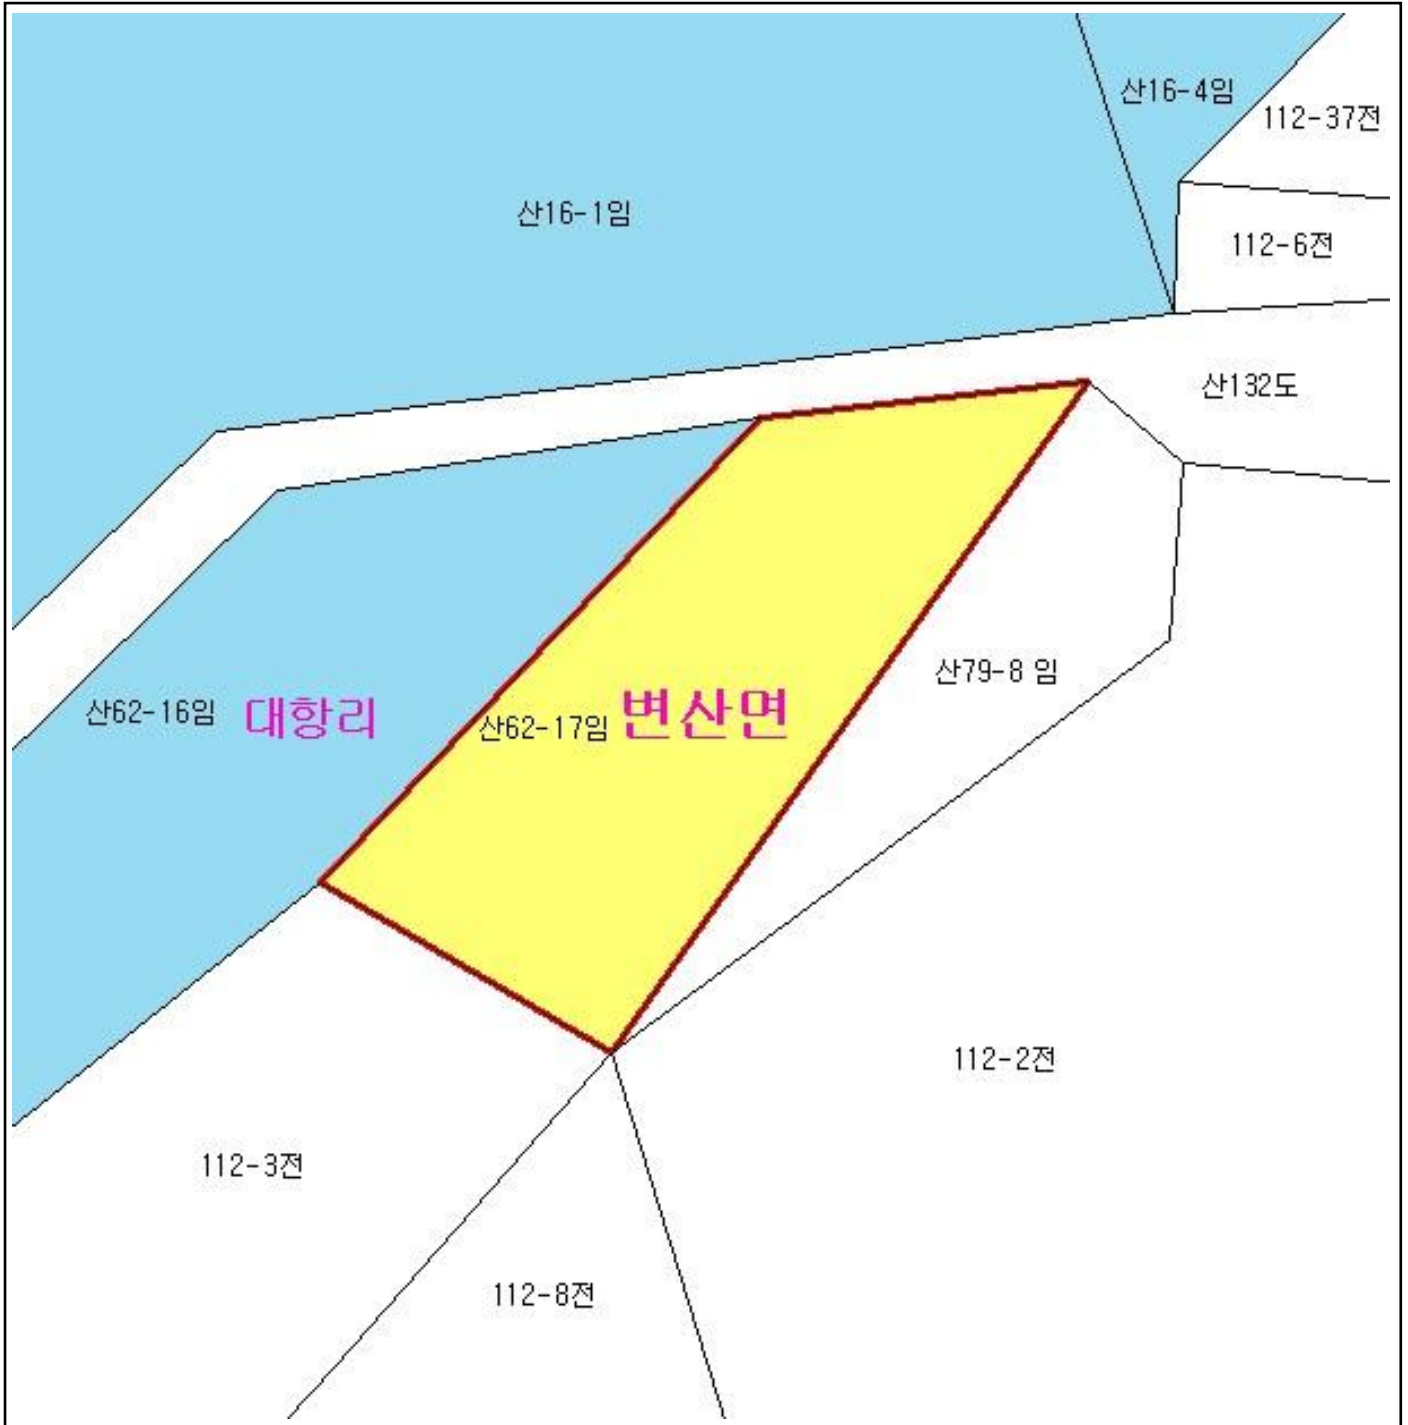 산16-4임
112-37전
산16-1임
112-6전
산132도
산79-8 임
산62-16임
대항리
산62-17임
변산면
112-2전
112-3전
112-8전